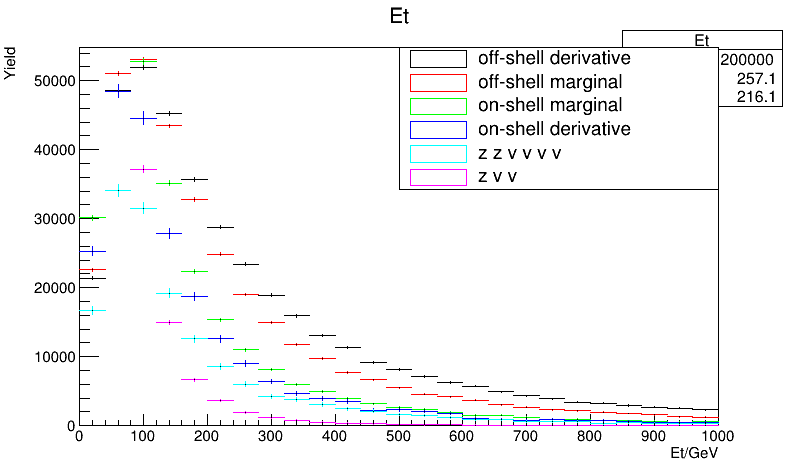 Et
Et
200000
257.1
216.1
off-shell derivative
off-shell marginal
on-shell marginal
on-shell derivative
z z v v v v
z v v
Yield
50000
40000
30000
20000
10000
0
0 100 200 300 400 500 600 700 800 900 1000
Et/GeV